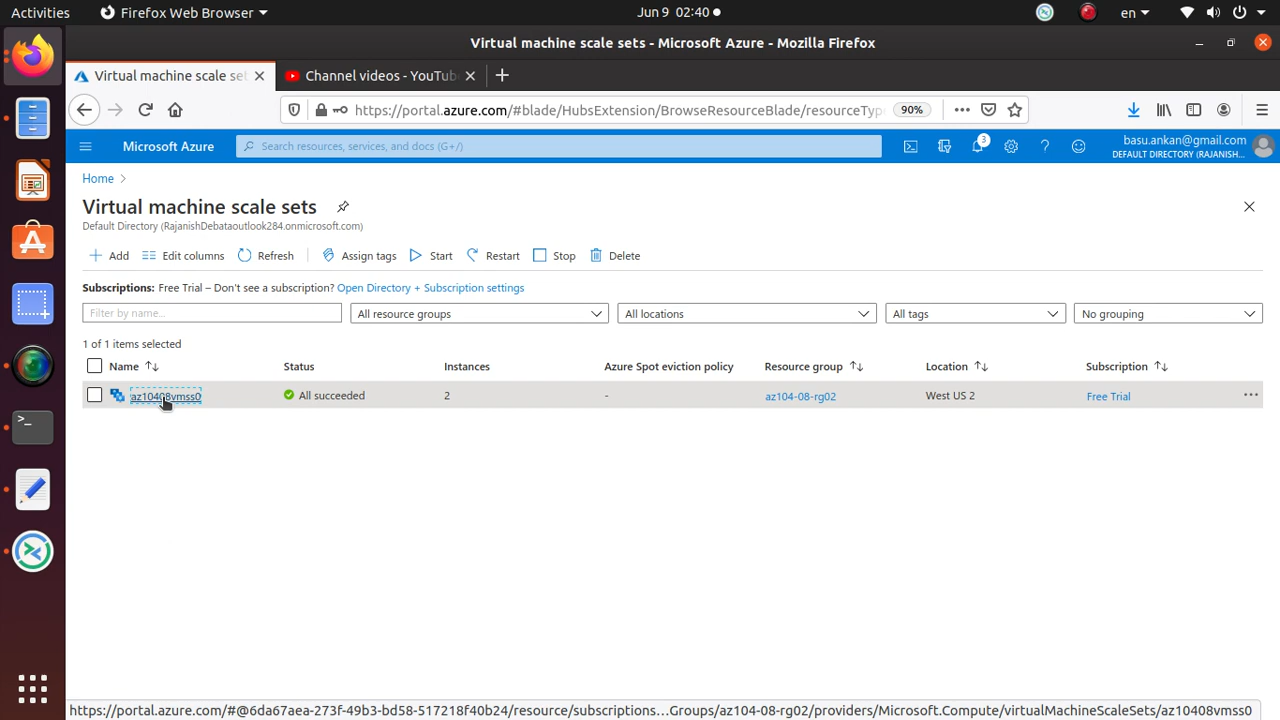 Activities
Firefox Web Browser
Jun 9 02:40
en
Virtual machine scale sets - Microsoft Azure - Mozilla Firefox
Virtual machine scale set
Channel videos - YouTub
https://portal.azure.com/#blade/HubsExtension/BrowseResourceBlade/resourceTyp
90%
Microsoft Azure
Search resources, services, and docs (G+/)
3
basu.ankan@gmail.com
DEFAULT DIRECTORY (RAJANISH...
Home >
Virtual machine scale sets
Default Directory (RajanishDebataoutlook284.onmicrosoft.com)
Add
Edit columns
Refresh
Assign tags
Start
Restart
Stop
Delete
Subscriptions: Free Trial – Don't see a subscription? Open Directory + Subscription settings
Filter by name...
All resource groups
All locations
All tags
No grouping
1 of 1 items selected
Name
Status
Instances
Azure Spot eviction policy
Resource group
Location
Subscription
az10408vmss0
All succeeded
2
-
az104-08-rg02
West US 2
Free Trial
...
https://portal.azure.com/#@6da67aea-273f-49b3-bd58-517218f40b24/resource/subscriptions...Groups/az104-08-rg02/providers/Microsoft.Compute/virtualMachineScaleSets/az10408vmss0